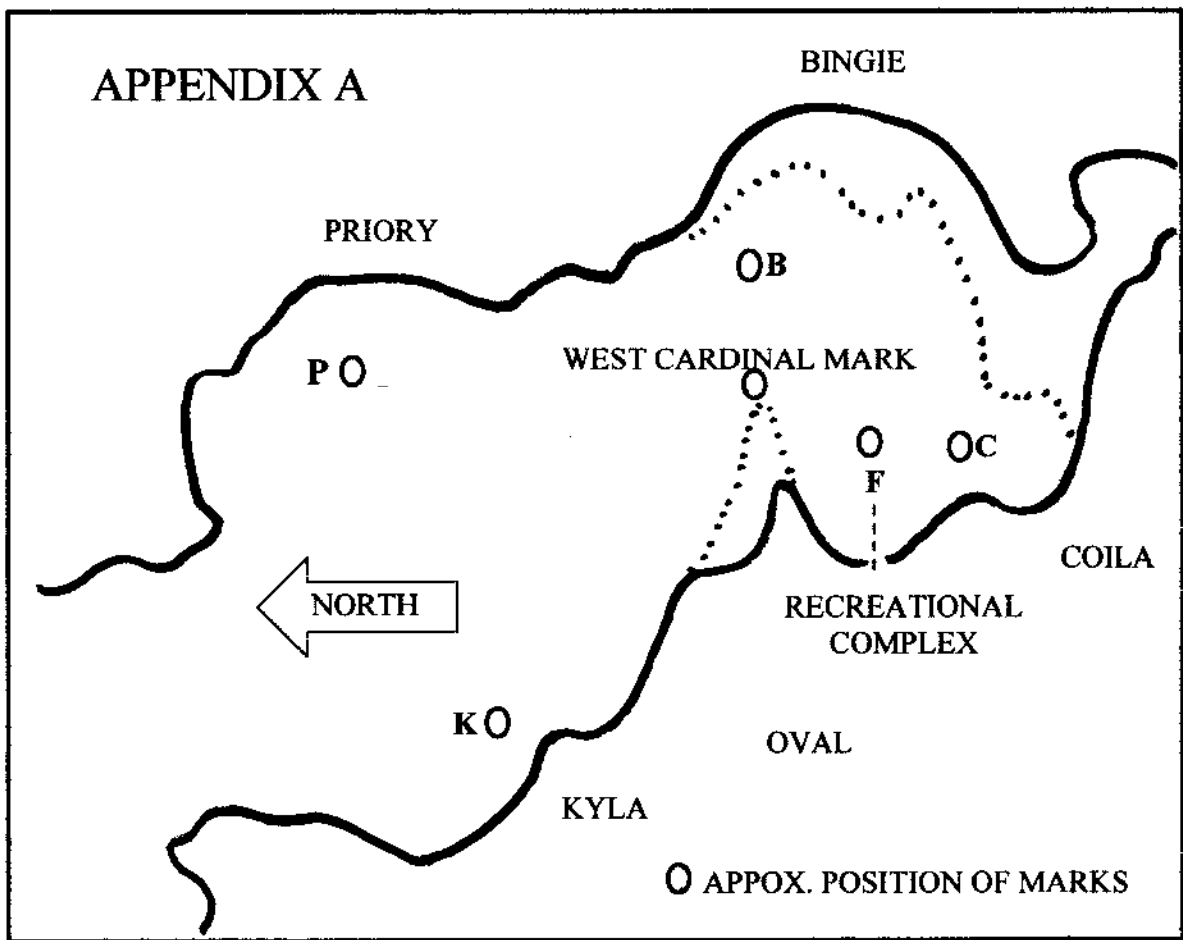 APPENDIX A
BINGIE
PRIORY
B
WEST CARDINAL MARK
P
C
F
COILA
NORTH
RECREATIONAL
COMPLEX
K
OVAL
KYLA
O APPOX. POSITION OF MARKS